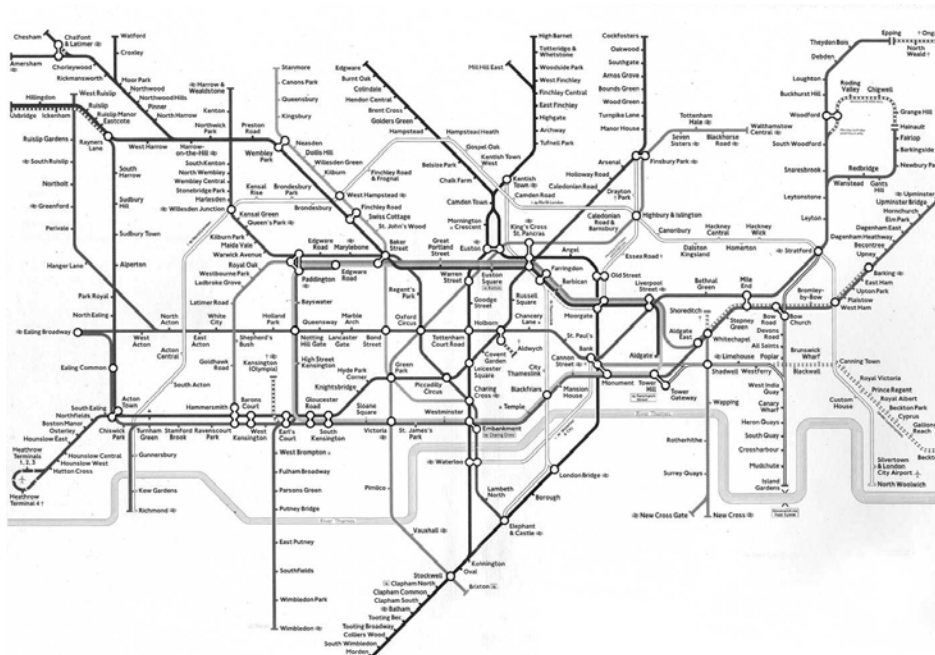 Chesham
Chalfont
& Latimer
Watford
Croxley
Amersham
Chorleywood
Rickmansworth
Moor Park
Northwood
Northwood Hills
Pinner
North Harrow
Harrow &
Wealdstone
Kenton
Stanmore
Canons Park
Queensbury
Kingsbury
Edgware
Burnt Oak
Colindale
Hendon Central
Brent Cross
Golders Green
Hampstead
Belsize Park
Chalk Farm
Camden Town
Mill Hill East
High Barnet
Totteridge &
Whetstone
Woodside Park
West Finchley
Finchley Central
East Finchley
Highgate
Archway
Tufnell Park
Cockfosters
Oakwood
Southgate
Arnos Grove
Bounds Green
Wood Green
Turnpike Lane
Manor House
Epping
North
Weald
Theydon Bois
Debden
Loughton
Buckhurst Hill
Roding
Valley
Chigwell
Grange Hill
Hainault
Fairlop
Barkingside
Woodford
South Woodford
Snaresbrook
Redbridge
Wanstead
Gants
Hill
Leytonstone
Leyton
Hillingdon
Uxbridge
Ickenham
West Ruislip
Ruislip
Ruislip Manor
Eastcote
Ruislip Gardens
South Ruislip
Northolt
Greenford
Perivale
Hanger Lane
Rayners
Lane
West Harrow
Harrow-
on-the-Hill
Northwick
Park
Preston
Road
Wembley
Park
South
Harrow
Sudbury
Hill
Sudbury Town
Alperton
Park Royal
North Ealing
South Kenton
North Wembley
Wembley Central
Stonebridge Park
Harlesden
Willesden Junction
Kensal
Rise
Brondesbury
Park
Brondesbury
Kensal Green
Queen's Park
Kilburn Park
Maida Vale
Warwick Avenue
Neasden
Dollis Hill
Willesden Green
Kilburn
West Hampstead
Finchley Road
& Frognal
Finchley Road
Swiss Cottage
St. John's Wood
Hampstead Heath
Gospel Oak
Kentish Town
West
Kentish
Town
Camden Road
Caledonian
Road
& Barnsbury
Mornington
Crescent
Euston
King's Cross
St. Pancras
Arsenal
Holloway Road
Caledonian Road
Drayton
Park
Finsbury Park
Seven
Sisters
Tottenham
Hale
Blackhorse
Road
Walthamstow
Central
Highbury & Islington
Canonbury
Dalston
Kingsland
Hackney
Central
Homerton
Hackney
Wick
Stratford
Essex Road
Upminster
Upminster Bridge
Hornchurch
Elm Park
Dagenham East
Dagenham Heathway
Becontree
Upney
Barking
East Ham
Upton Park
Plaistow
West Ham
Bromley-
by-Bow
Bow
Road
Bow
Church
Mile
End
Stepney
Green
Whitechapel
Bethnal
Green
Shoreditch
Liverpool
Street
Aldgate
East
Aldgate
Old Street
Angel
Moorgate
Farringdon
Barbican
Edgware
Road
Marylebone
Baker
Street
Great
Portland
Street
Warren
Street
Euston
Square
Royal Oak
Westbourne Park
Ladbroke Grove
Latimer Road
Paddington
Edgware
Road
Bayswater
Regent's
Park
Goodge
Street
Russell
Square
Ealing Broadway
West
Acton
North
Acton
East
Acton
White
City
Shepherd's
Bush
Holland
Park
Notting
Hill Gate
Queensway
Lancaster
Gate
Marble
Arch
Bond
Street
Oxford
Circus
Tottenham
Court Road
Holborn
Chancery
Lane
St. Paul's
Bank
Aldwych
Covent
Garden
Leicester
Square
Piccadilly
Circus
Charing
Cross
Green Park
Hyde Park
Corner
Knightsbridge
High Street
Kensington
Kensington
(Olympia)
Goldhawk
Road
Acton
Central
South Acton
City
Thameslink
Blackfriars
Mansion
House
Cannon
Street
Monument
Tower
Hill
Tower
Gateway
Temple
Embankment
Westminster
St. James's
Park
Victoria
Sloane
Square
South
Kensington
Gloucester
Road
Earl's
Court
West
Kensington
Barons
Court
Hammersmith
Ravenscourt
Park
Stamford
Brook
Turnham
Green
Chiswick
Park
Acton
Town
Ealing Common
South Ealing
Northfields
Boston Manor
Osterley
Hounslow East
Hounslow Central
Hounslow West
Hatton Cross
Heathrow
Terminals
1, 2, 3
Heathrow
Terminal 4
Gunnersbury
Kew Gardens
Richmond
West Brompton
Fulham Broadway
Parsons Green
Putney Bridge
East Putney
Southfields
Wimbledon Park
Wimbledon
River Thames
Pimlico
Vauxhall
Stockwell
Brixton
Clapham North
Clapham Common
Clapham South
Balham
Tooting Bec
Tooting Broadway
Colliers Wood
South Wimbledon
Morden
Oval
Kennington
Waterloo
Lambeth
North
Elephant
& Castle
Borough
London Bridge
Limehouse
Shadwell
Westferry
Poplar
All Saints
Devons
Road
Brunswick
Wharf
Blackwall
West India
Quay
Canary
Wharf
Heron Quays
South Quay
Crossharbour
Mudchute
Island
Gardens
Wapping
Rotherhithe
Surrey Quays
New Cross Gate
New Cross
River Thames
Canning Town
Custom
House
Royal Victoria
Prince Regent
Royal Albert
Beckton Park
Cyprus
Silvertown
& London
City Airport
North Woolwich